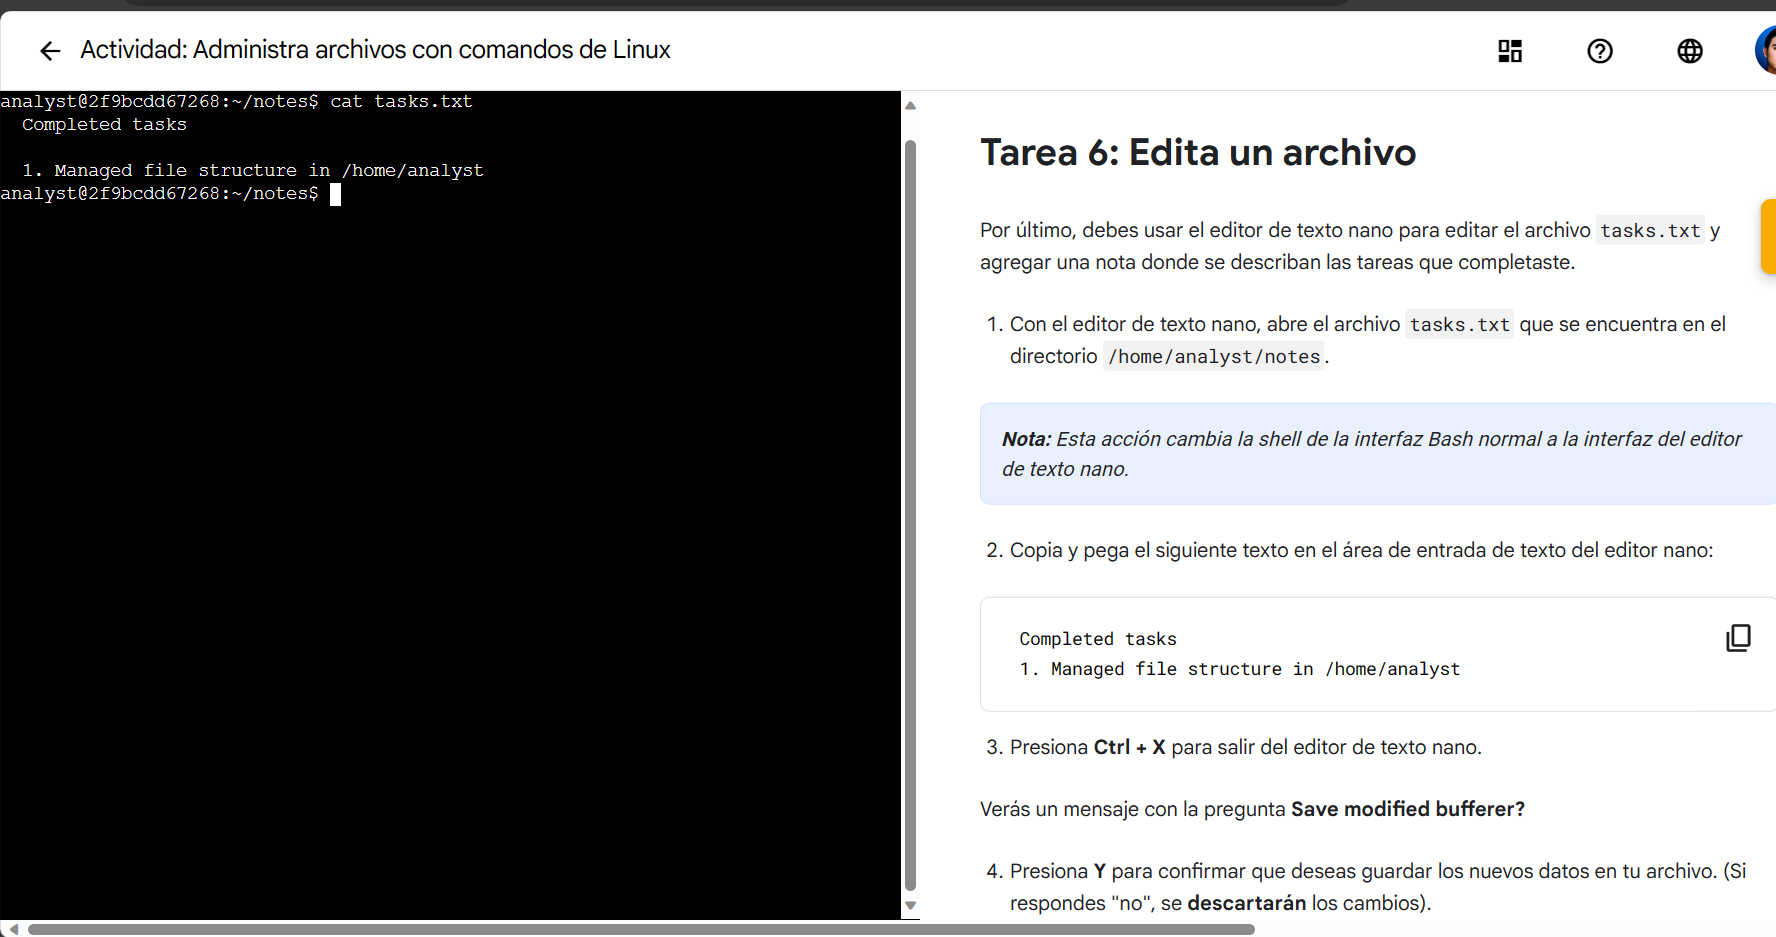 Actividad: Administra archivos con comandos de Linux
analyst@2f9bcdd67268:~/notes$ cat tasks.txt
Completed tasks
1. Managed file structure in /home/analyst
analyst@2f9bcdd67268:~/notes$
Tarea 6: Edita un archivo
Por último, debes usar el editor de texto nano para editar el archivo tasks.txt y
agregar una nota donde se describan las tareas que completaste.
1. Con el editor de texto nano, abre el archivo tasks.txt que se encuentra en el
directorio /home/analyst/notes.
Nota: Esta acción cambia la shell de la interfaz Bash normal a la interfaz del editor
de texto nano.
2. Copia y pega el siguiente texto en el área de entrada de texto del editor nano:
Completed tasks
1. Managed file structure in /home/analyst
3. Presiona Ctrl + X para salir del editor de texto nano.
Verás un mensaje con la pregunta Save modified bufferer?
4. Presiona Y para confirmar que deseas guardar los nuevos datos en tu archivo. (Si
respondes "no", se descartarán los cambios).